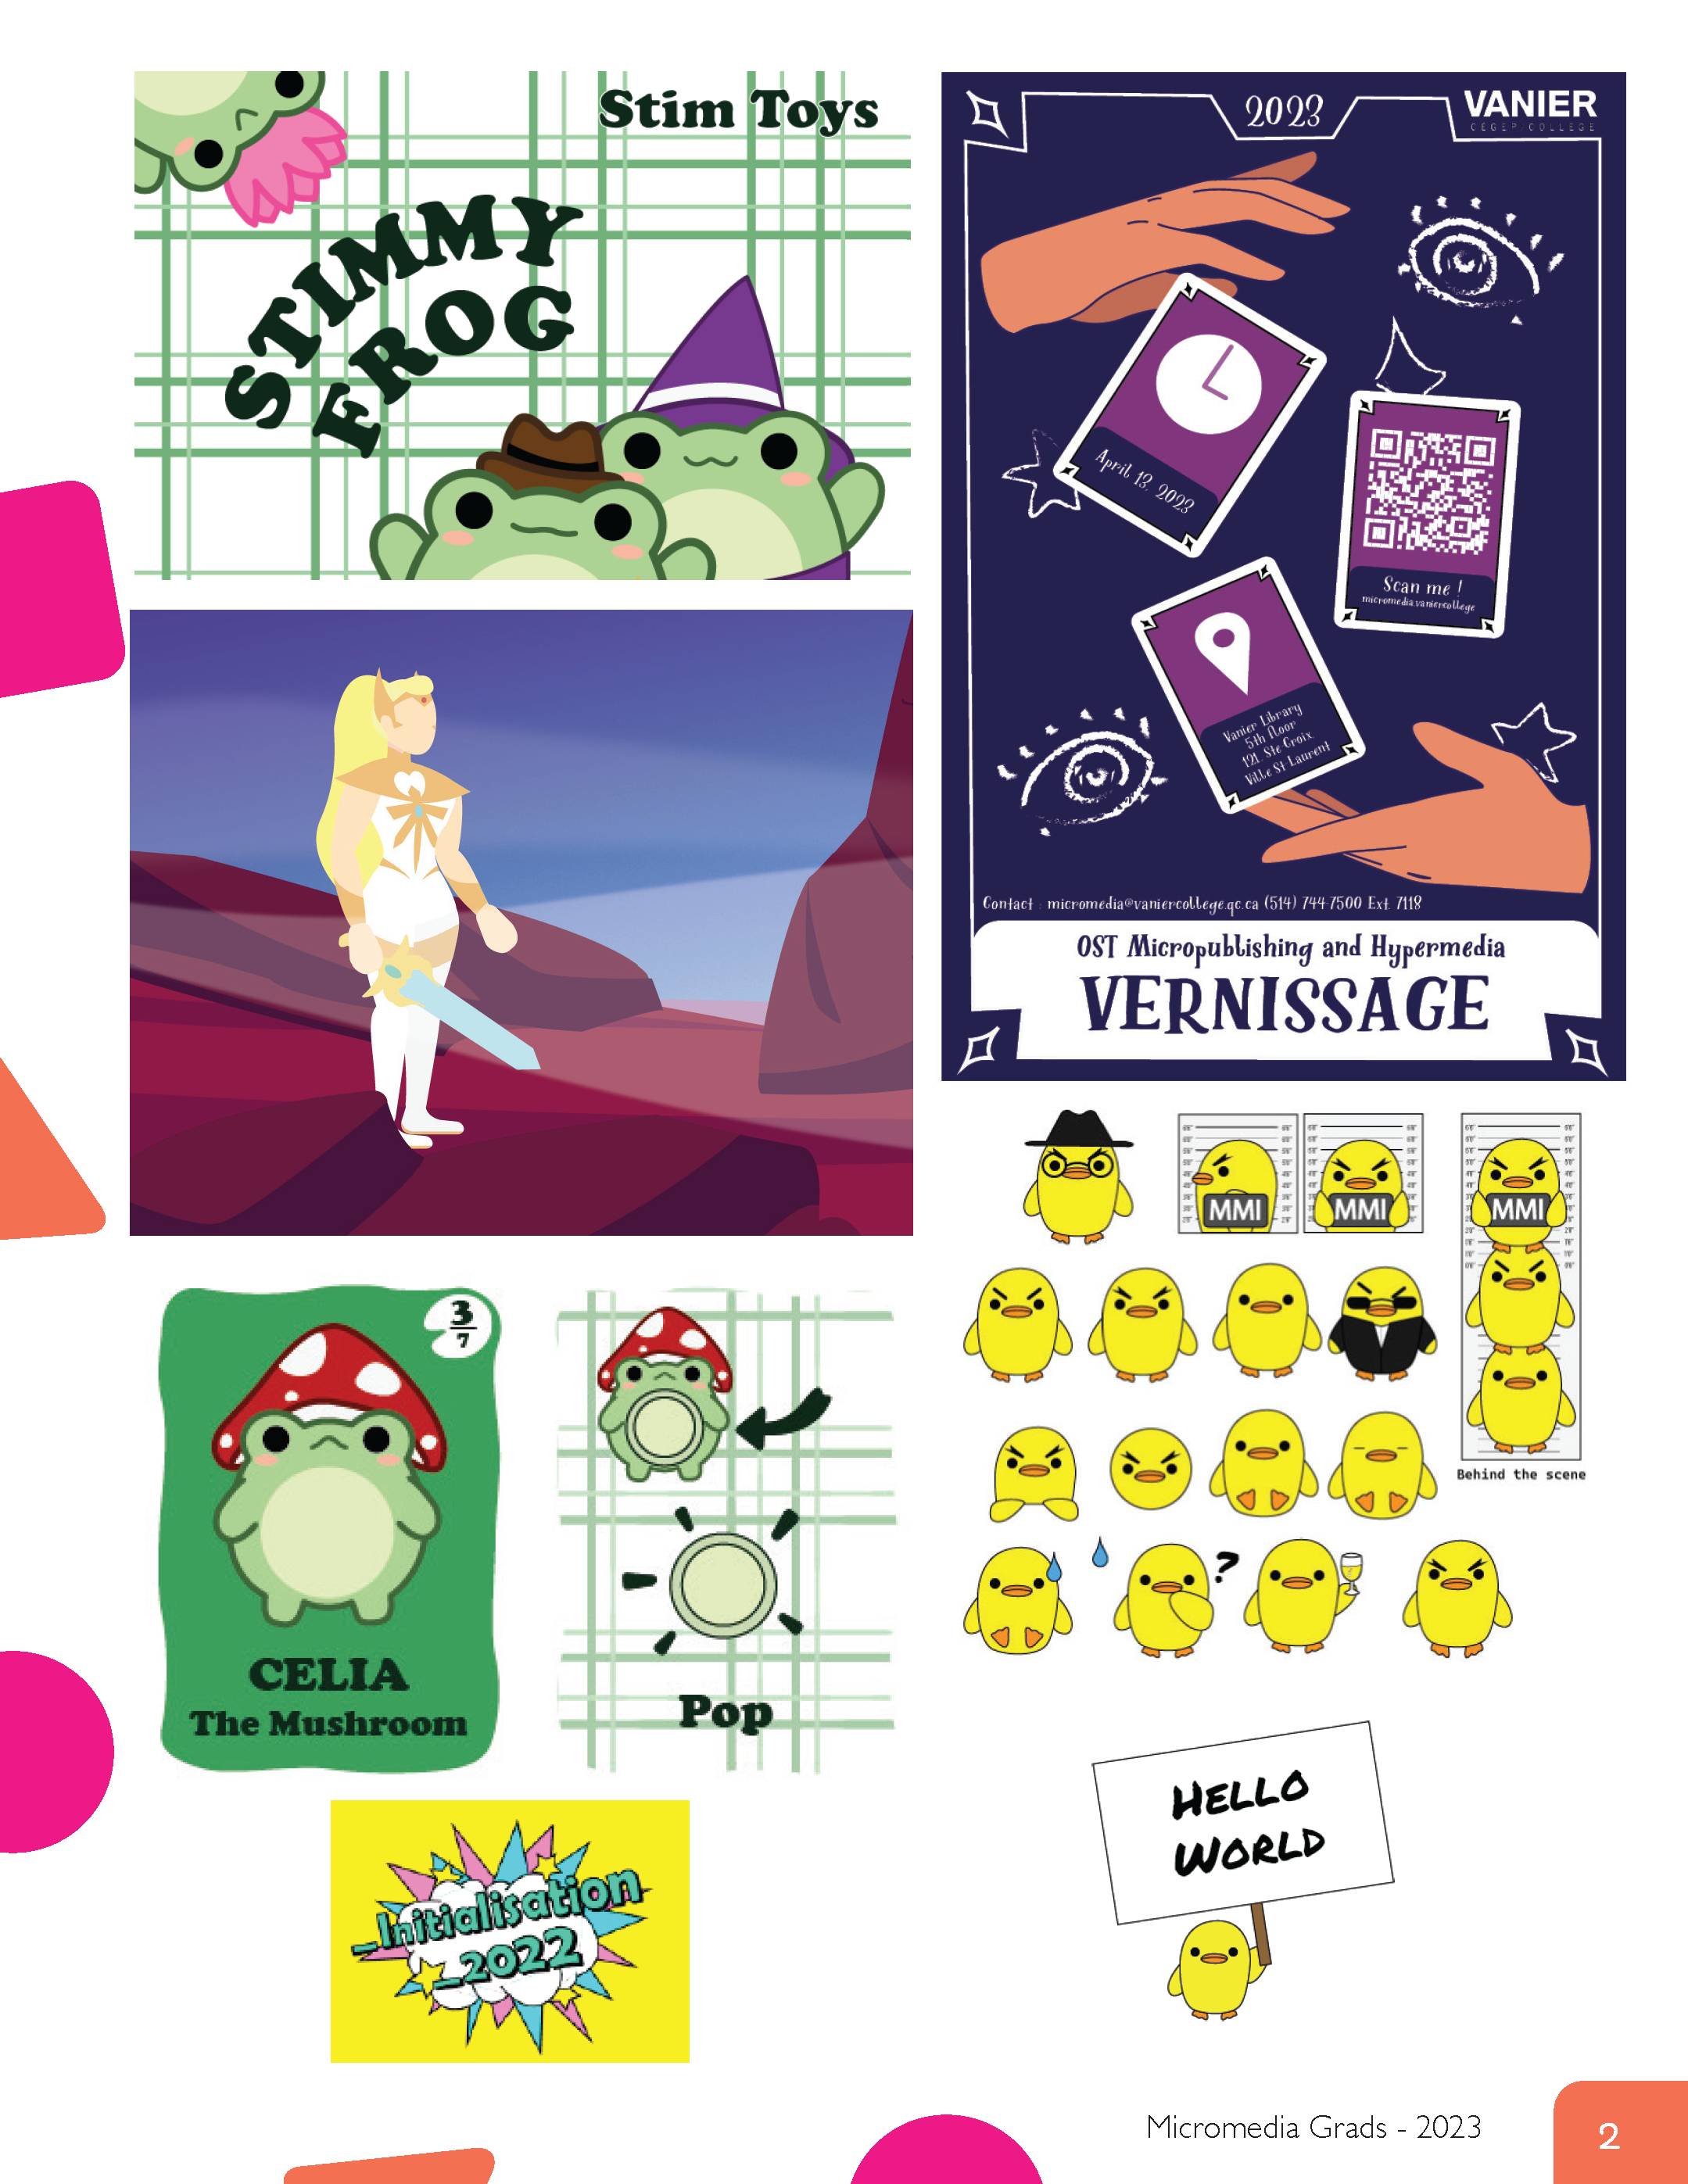 Stim Toys
STIMMY
FROG
2023
VANIER
CÉGEP COLLEGE
April 13, 2023
Scan me !
micromedia.vaniercollege
Vanier Library
5th floor
121, Ste-Croix,
Ville St-Laurent
Contact : micromedia@vaniercollege.qc.ca (514) 744-7500 Ext. 7118
OST Micropublishing and Hypermedia
VERNISSAGE
MMI
MMI
MMI
Behind the scene
?
3
7
CELIA
The Mushroom
Pop
_Initialisation
_2022
HELLO
WORLD
Micromedia Grads - 2023
2